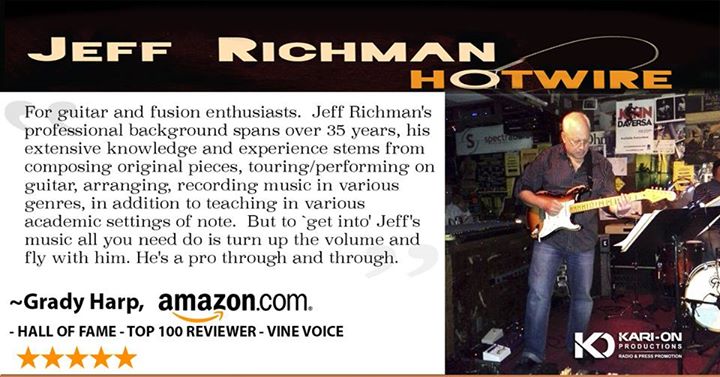 JEFF RICHMAN
HOTWIRE
For guitar and fusion enthusiasts. Jeff Richman's
professional background spans over 35 years, his
extensive knowledge and experience stems from
composing original pieces, touring/performing on
guitar, arranging, recording music in various
genres, in addition to teaching in various
academic settings of note. But to `get into' Jeff's
music all you need do is turn up the volume and
fly with him. He's a pro through and through.
~Grady Harp, amazon.com®
- HALL OF FAME - TOP 100 REVIEWER - VINE VOICE
JOHN
DAVERSA
KO KARI-ON
PRODUCTIONS
RADIO & PRESS PROMOTION